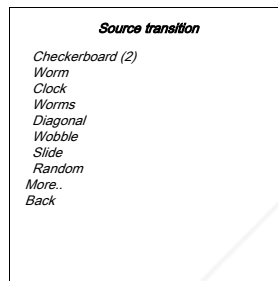 Source transition
Checkerboard (2)
Worm
Clock
Worms
Diagonal
Wobble
Slide
Random
More..
Back